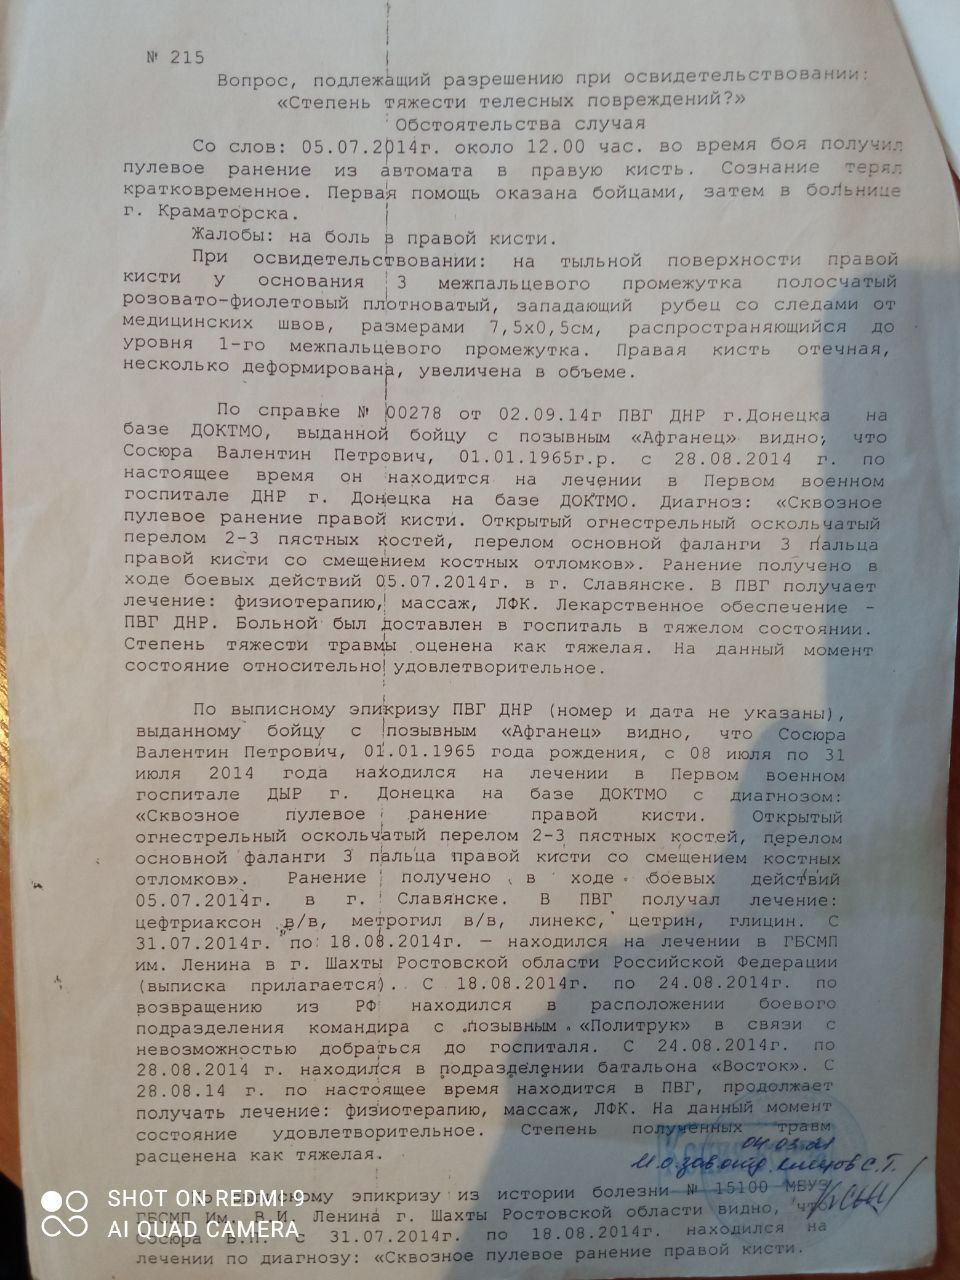 № 215
Вопрос, подлежащий разрешению при освидетельствовании:
«Степень тяжести телесных повреждений?»
Обстоятельства случая
Со слов: 05.07.2014г. около 12.00 час. во время боя получил
пулевое ранение из автомата в правую кисть. Сознание терял
кратковременное. Первая помощь оказана бойцами, затем в больнице
г. Краматорска.
Жалобы: на боль в правой кисти.
При освидетельствовании: на тыльной поверхности правой
кисти у основания 3 межпальцевого промежутка полосчатый
розовато-фиолетовый плотноватый, западающий рубец со следами от
медицинских швов, размерами 7,5х0,5см, распространяющийся до
уровня 1-го межпальцевого промежутка. Правая кисть отечная,
несколько деформирована, увеличена в объеме.
По справке № 00278 от 02.09.14г ПВГ ДНР г.Донецка на
базе ДОКТМО, выданной бойцу с позывным «Афганец» видно, что
Сосюра Валентин Петрович, 01.01.1965г.р. с 28.08.2014 г. по
настоящее время он находится на лечении в Первом военном
госпитале ДНР г. Донецка на базе ДОКТМО. Диагноз: «Сквозное
пулевое ранение правой кисти. Открытый огнестрельный оскольчатый
перелом 2-3 пястных костей, перелом основной фаланги 3 пальца
правой кисти со смещением костных отломков». Ранение получено в
ходе боевых действий 05.07.2014г. в г. Славянске. В ПВГ получает
лечение: физиотерапию, массаж, ЛФК. Лекарственное обеспечение -
ПВГ ДНР. Больной был доставлен в госпиталь в тяжелом состоянии.
Степень тяжести травмы оценена как тяжелая. На данный момент
состояние относительно удовлетворительное.
По выписному эпикризу ПВГ ДНР (номер и дата не указаны),
выданному бойцу с позывным «Афганец» видно, что Сосюра
Валентин Петрович, 01.01.1965 года рождения, с 08 июля по 31
июля 2014 года находился на лечении в Первом военном
госпитале ДЫР г. Донецка на базе ДОКТМО с диагнозом:
«Сквозное пулевое ранение правой кисти. Открытый
огнестрельный оскольчатый перелом 2-3 пястных костей, перелом
основной фаланги 3 пальца правой кисти со смещением костных
отломков». Ранение получено в ходе боевых действий
05.07.2014г. в г. Славянске. В ПВГ получал лечение:
цефтриаксон в/в, метрогил в/в, линекс, цетрин, глицин. С
31.07.2014г. по 18.08.2014г. — находился на лечении в ГБСМП
им. Ленина в г. Шахты Ростовской области Российской Федерации
(выписка прилагается). С 18.08.2014г. по 24.08.2014г. по
возвращению из РФ находился в расположении боевого
подразделения командира с позывным «Политрук» в связи с
невозможностью добраться до госпиталя. С 24.08.2014г. по
28.08.2014 г. находился в подразделении батальона «Восток». С
28.08.14 г. по настоящее время находится в ПВГ, продолжает
получать лечение: физиотерапию, массаж, ЛФК. На данный момент
состояние удовлетворительное. Степень полученных травм
расценена как тяжелая.
04.03.21
И.о. зав отд. С.Т.
По выписному эпикризу из истории болезни № 15100 МБУЗ
ГБСМП Им. В.И. Ленина г. Шахты Ростовской области видно, что
Сосюра В.П. с 31.07.2014г. по 18.08.2014г. находился на
лечении по диагнозу: «Сквозное пулевое ранение правой кисти.
SHOT ON REDMI 9
AI QUAD CAMERA